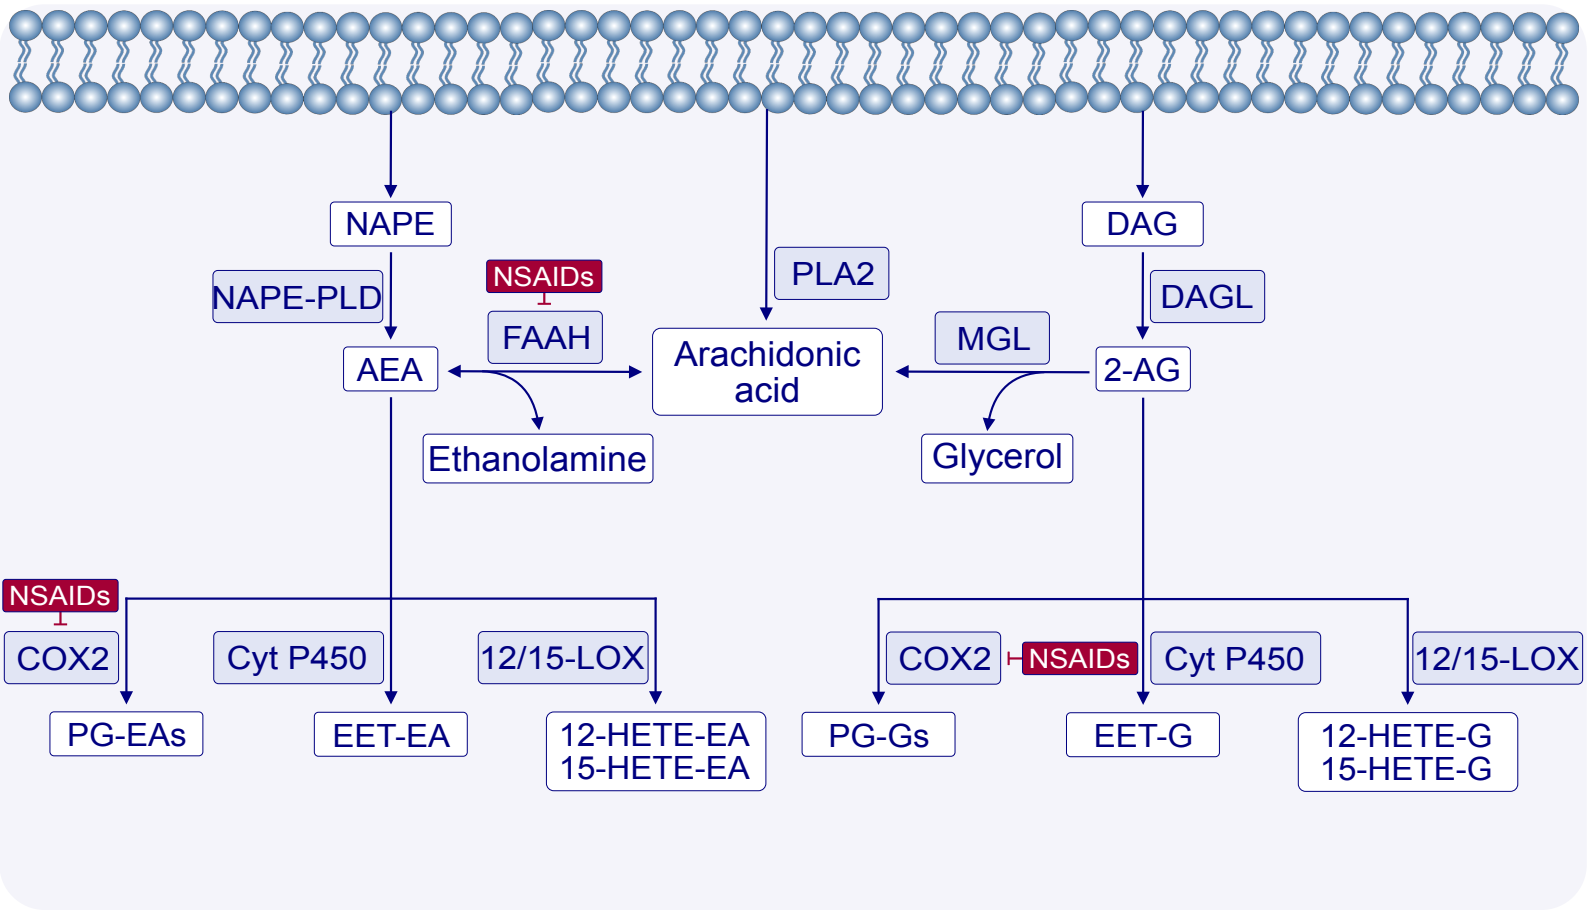 NAPE
DAG
NAPE-PLD
NSAIDs
PLA2
DAGL
FAAH
MGL
AEA
Arachidonic
acid
2-AG
Ethanolamine
Glycerol
NSAIDs
COX2
Cyt P450
12/15-LOX
COX2
NSAIDs
Cyt P450
12/15-LOX
PG-EAs
EET-EA
12-HETE-EA
15-HETE-EA
PG-Gs
EET-G
12-HETE-G
15-HETE-G